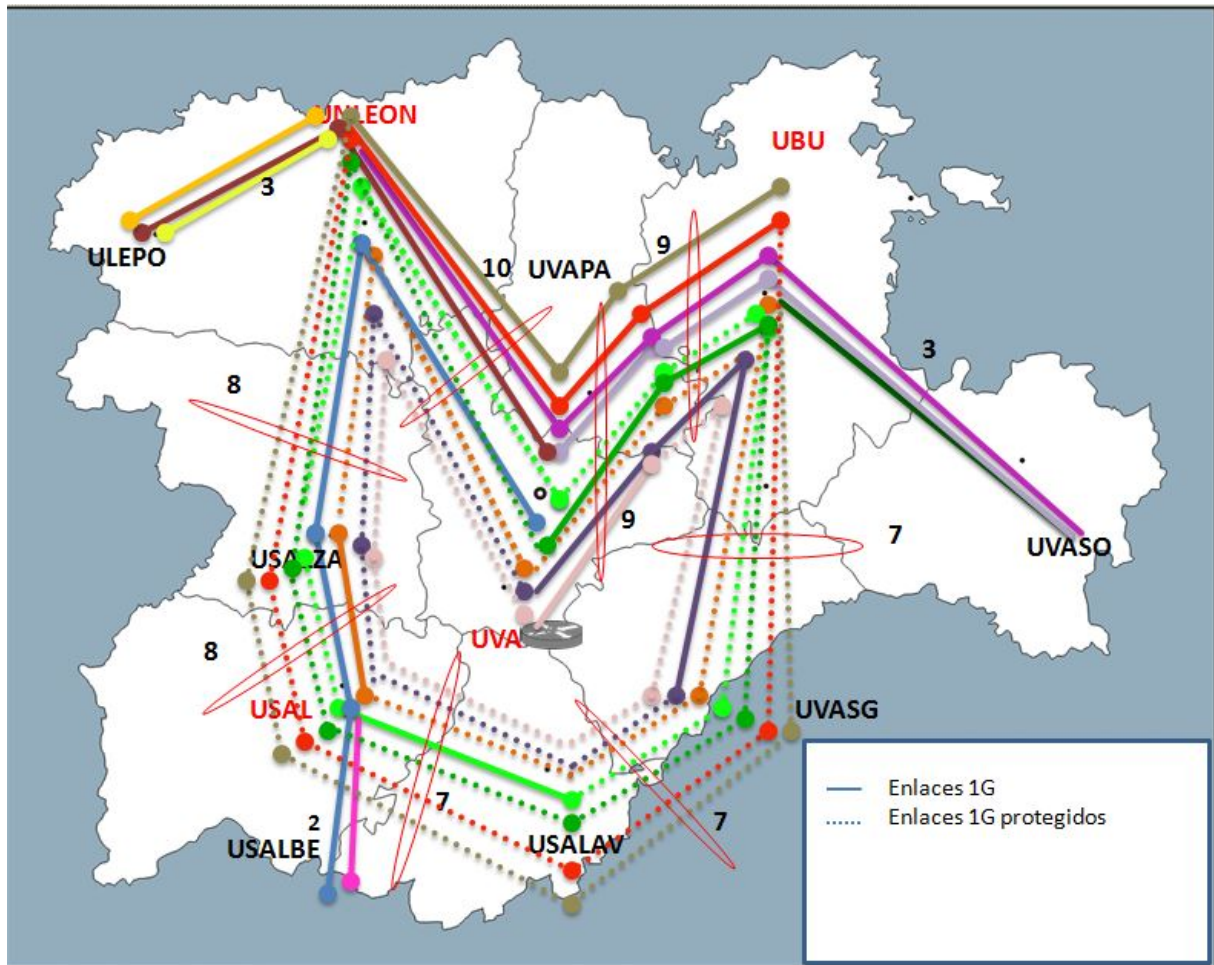 UNLEON
UBU
3
ULEPO
10
UVAPA
9
3
8
9
7
USALZA
UVASO
8
UVA
USAL
UVASG
2
USALBE
7
USALAV
7
Enlaces 1G
Enlaces 1G protegidos